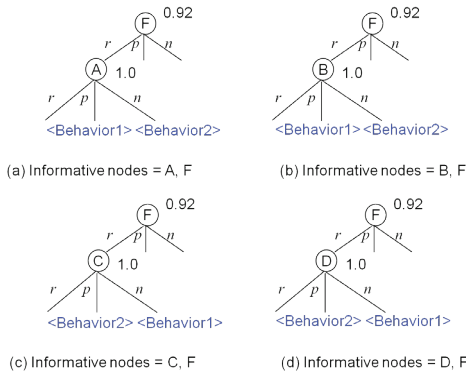 F 0.92 F 0.92
r p n r p n
A 1.0 B 1.0
r p n r p n
<Behavior1> <Behavior2> <Behavior1> <Behavior2>
(a) Informative nodes = A, F (b) Informative nodes = B, F
F 0.92 F 0.92
r p n r p n
C 1.0 D 1.0
r p n r p n
<Behavior2> <Behavior1> <Behavior2> <Behavior1>
(c) Informative nodes = C, F (d) Informative nodes = D, F